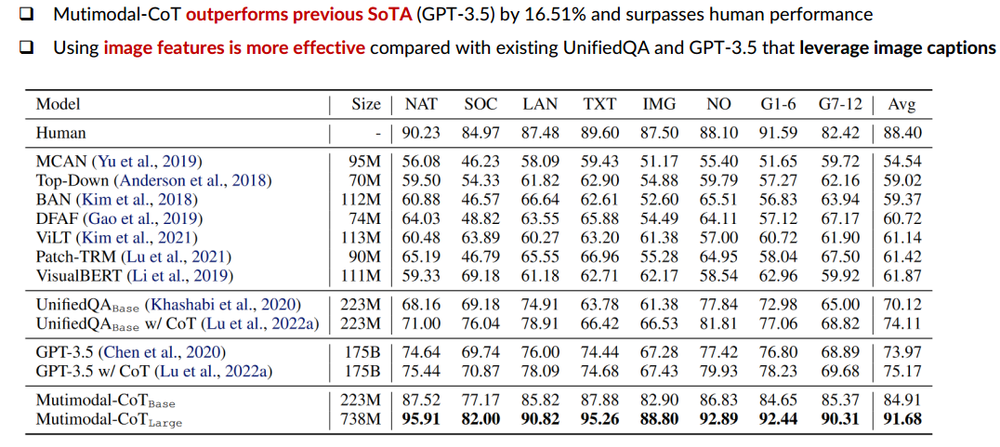 Mutimodal-CoT outperforms previous SoTA (GPT-3.5) by 16.51% and surpasses human performance
Using image features is more effective compared with existing UnifiedQA and GPT-3.5 that leverage image captions
Model Size NAT SOC LAN TXT IMG NO G1-6 G7-12 Avg
Human - 90.23 84.97 87.48 89.60 87.50 88.10 91.59 82.42 88.40
MCAN (Yu et al., 2019) 95M 56.08 46.23 58.09 59.43 51.17 55.40 51.65 59.72 54.54
Top-Down (Anderson et al., 2018) 70M 59.50 54.33 61.82 62.90 54.88 59.79 57.27 62.16 59.02
BAN (Kim et al., 2018) 112M 60.88 46.57 66.64 62.61 52.60 65.51 56.83 63.94 59.37
DFAF (Gao et al., 2019) 74M 64.03 48.82 63.55 65.88 54.49 64.11 57.12 67.17 60.72
ViLT (Kim et al., 2021) 113M 60.48 63.89 60.27 63.20 61.38 57.00 60.72 61.90 61.14
Patch-TRM (Lu et al., 2021) 90M 65.19 46.79 65.55 66.96 55.28 64.95 58.04 67.50 61.42
VisualBERT (Li et al., 2019) 111M 59.33 69.18 61.18 62.71 62.17 58.54 62.96 59.92 61.87
UnifiedQABase (Khashabi et al., 2020) 223M 68.16 69.18 74.91 63.78 61.38 77.84 72.98 65.00 70.12
UnifiedQABase w/ CoT (Lu et al., 2022a) 223M 71.00 76.04 78.91 66.42 66.53 81.81 77.06 68.82 74.11
GPT-3.5 (Chen et al., 2020) 175B 74.64 69.74 76.00 74.44 67.28 77.42 76.80 68.89 73.97
GPT-3.5 w/ CoT (Lu et al., 2022a) 175B 75.44 70.87 78.09 74.68 67.43 79.93 78.23 69.68 75.17
Mutimodal-CoTBase 223M 87.52 77.17 85.82 87.88 82.90 86.83 84.65 85.37 84.91
Mutimodal-CoTLarge 738M 95.91 82.00 90.82 95.26 88.80 92.89 92.44 90.31 91.68